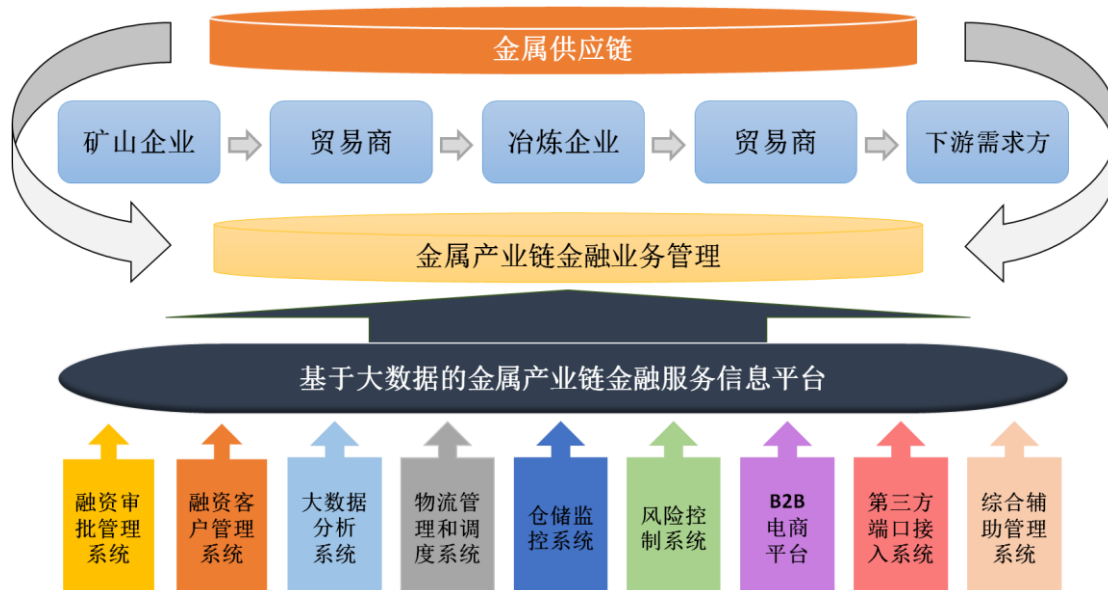 金属供应链
矿山企业
贸易商
冶炼企业
贸易商
下游需求方
金属产业链金融业务管理
基于大数据的金属产业链金融服务信息平台
融资审
批管理
系统
融资客
户管理
系统
大数据
分析
系统
物流管
理和调
度系统
仓储监
控系统
风险控
制系统
B2B
电商
平台
第三方
端口接
入系统
综合辅
助管理
系统